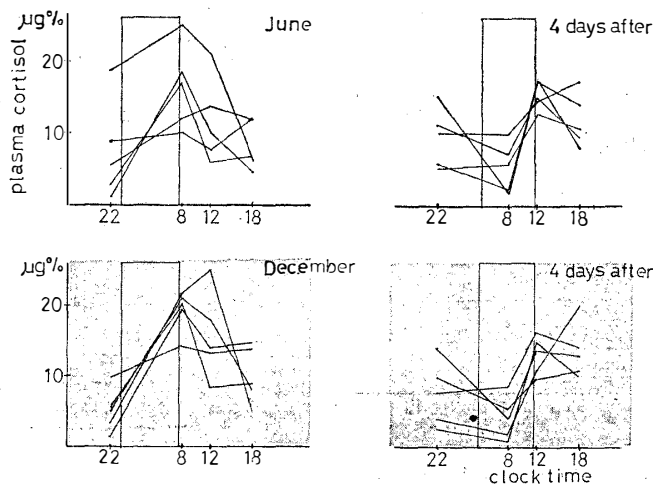 µg%
June
20
10
plasma cortisol
22 8 12 18
4 days after
22 8 12 18
µg%
December
20
10
22 8 12 18
4 days after
22 8 12 18
clock time